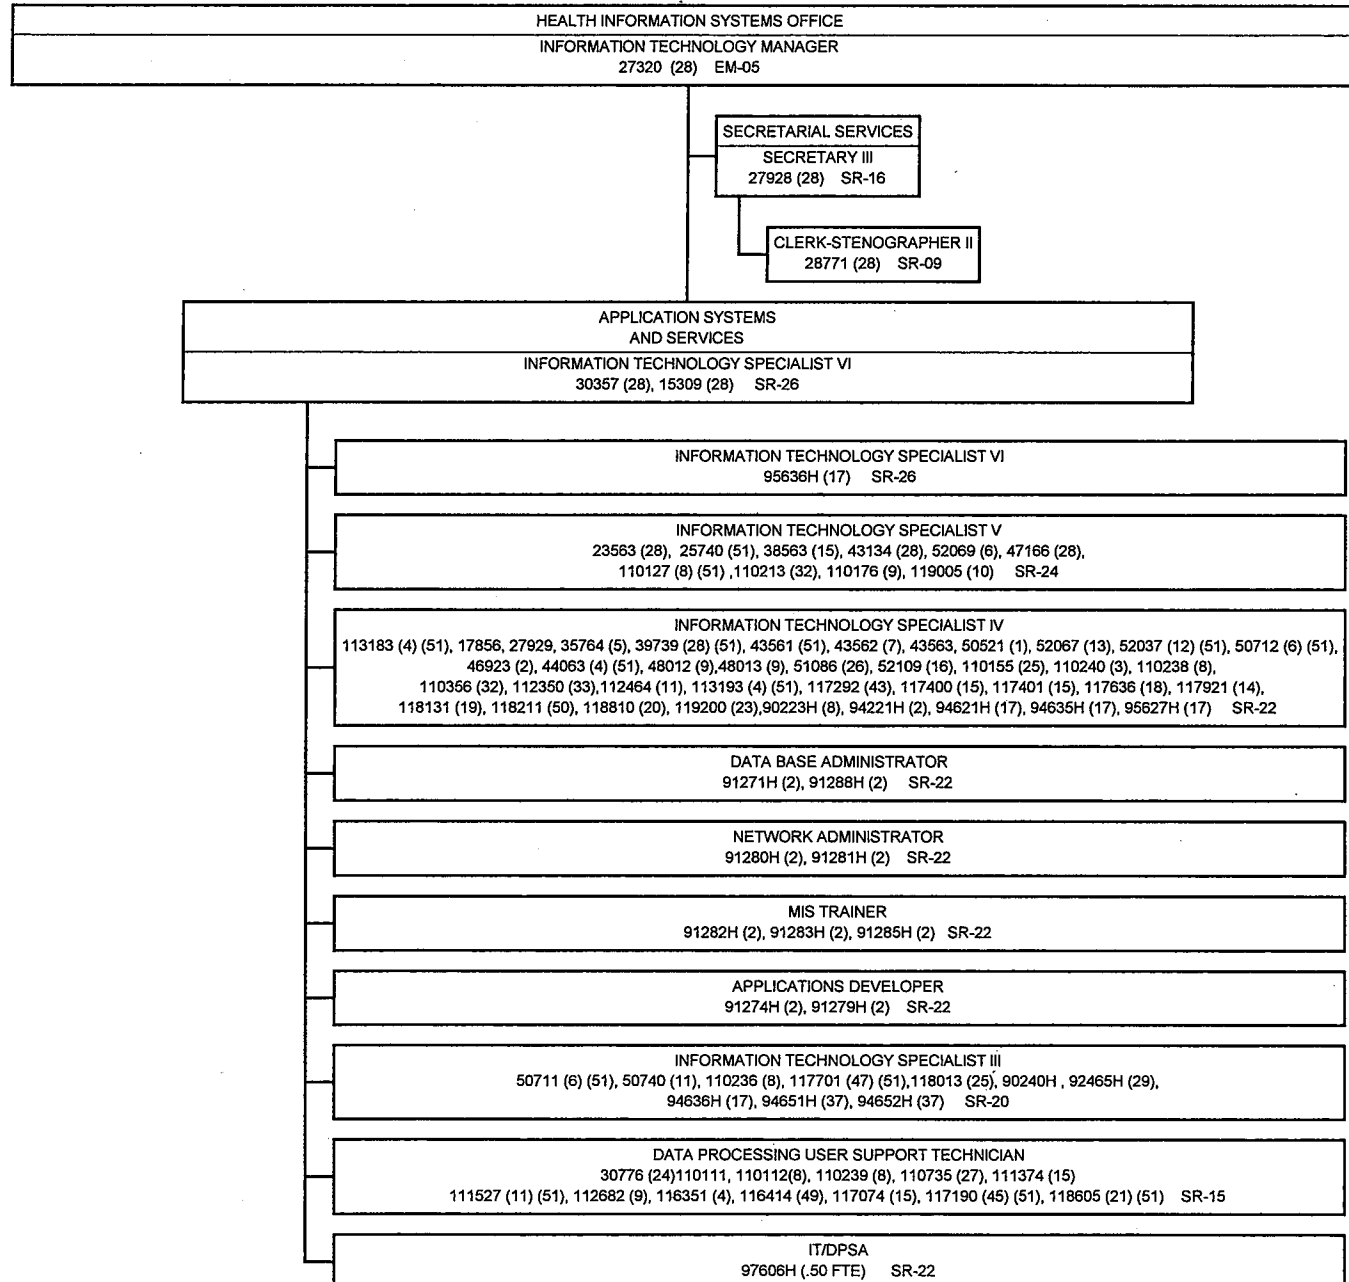 HEALTH INFORMATION SYSTEMS OFFICE
INFORMATION TECHNOLOGY MANAGER
27320 (28) EM-05
SECRETARIAL SERVICES
SECRETARY III
27928 (28) SR-16
CLERK-STENOGRAPHER II
28771 (28) SR-09
APPLICATION SYSTEMS
AND SERVICES
INFORMATION TECHNOLOGY SPECIALIST VI
30357 (28), 15309 (28) SR-26
INFORMATION TECHNOLOGY SPECIALIST VI
95636H (17) SR-26
INFORMATION TECHNOLOGY SPECIALIST V
23563 (28), 25740 (51), 38563 (15), 43134 (28), 52069 (6), 47166 (28),
110127 (8) (51) ,110213 (32), 110176 (9), 119005 (10) SR-24
INFORMATION TECHNOLOGY SPECIALIST IV
113183 (4) (51), 17856, 27929, 35764 (5), 39739 (28) (51), 43561 (51), 43562 (7), 43563, 50521 (1), 52067 (13), 52037 (12) (51), 50712 (6) (51),
46923 (2), 44063 (4) (51), 48012 (9),48013 (9), 51086 (26), 52109 (16), 110155 (25), 110240 (3), 110238 (8),
110356 (32), 112350 (33),112464 (11), 113193 (4) (51), 117292 (43), 117400 (15), 117401 (15), 117636 (18), 117921 (14),
118131 (19), 118211 (50), 118810 (20), 119200 (23),90223H (8), 94221H (2), 94621H (17), 94635H (17), 95627H (17) SR-22
DATA BASE ADMINISTRATOR
91271H (2), 91288H (2) SR-22
NETWORK ADMINISTRATOR
91280H (2), 91281H (2) SR-22
MIS TRAINER
91282H (2), 91283H (2), 91285H (2) SR-22
APPLICATIONS DEVELOPER
91274H (2), 91279H (2) SR-22
INFORMATION TECHNOLOGY SPECIALIST III
50711 (6) (51), 50740 (11), 110236 (8), 117701 (47) (51),118013 (25), 90240H , 92465H (29),
94636H (17), 94651H (37), 94652H (37) SR-20
DATA PROCESSING USER SUPPORT TECHNICIAN
30776 (24)110111, 110112(8), 110239 (8), 110735 (27), 111374 (15)
111527 (11) (51), 112682 (9), 116351 (4), 116414 (49), 117074 (15), 117190 (45) (51), 118605 (21) (51) SR-15
IT/DPSA
97606H (.50 FTE) SR-22